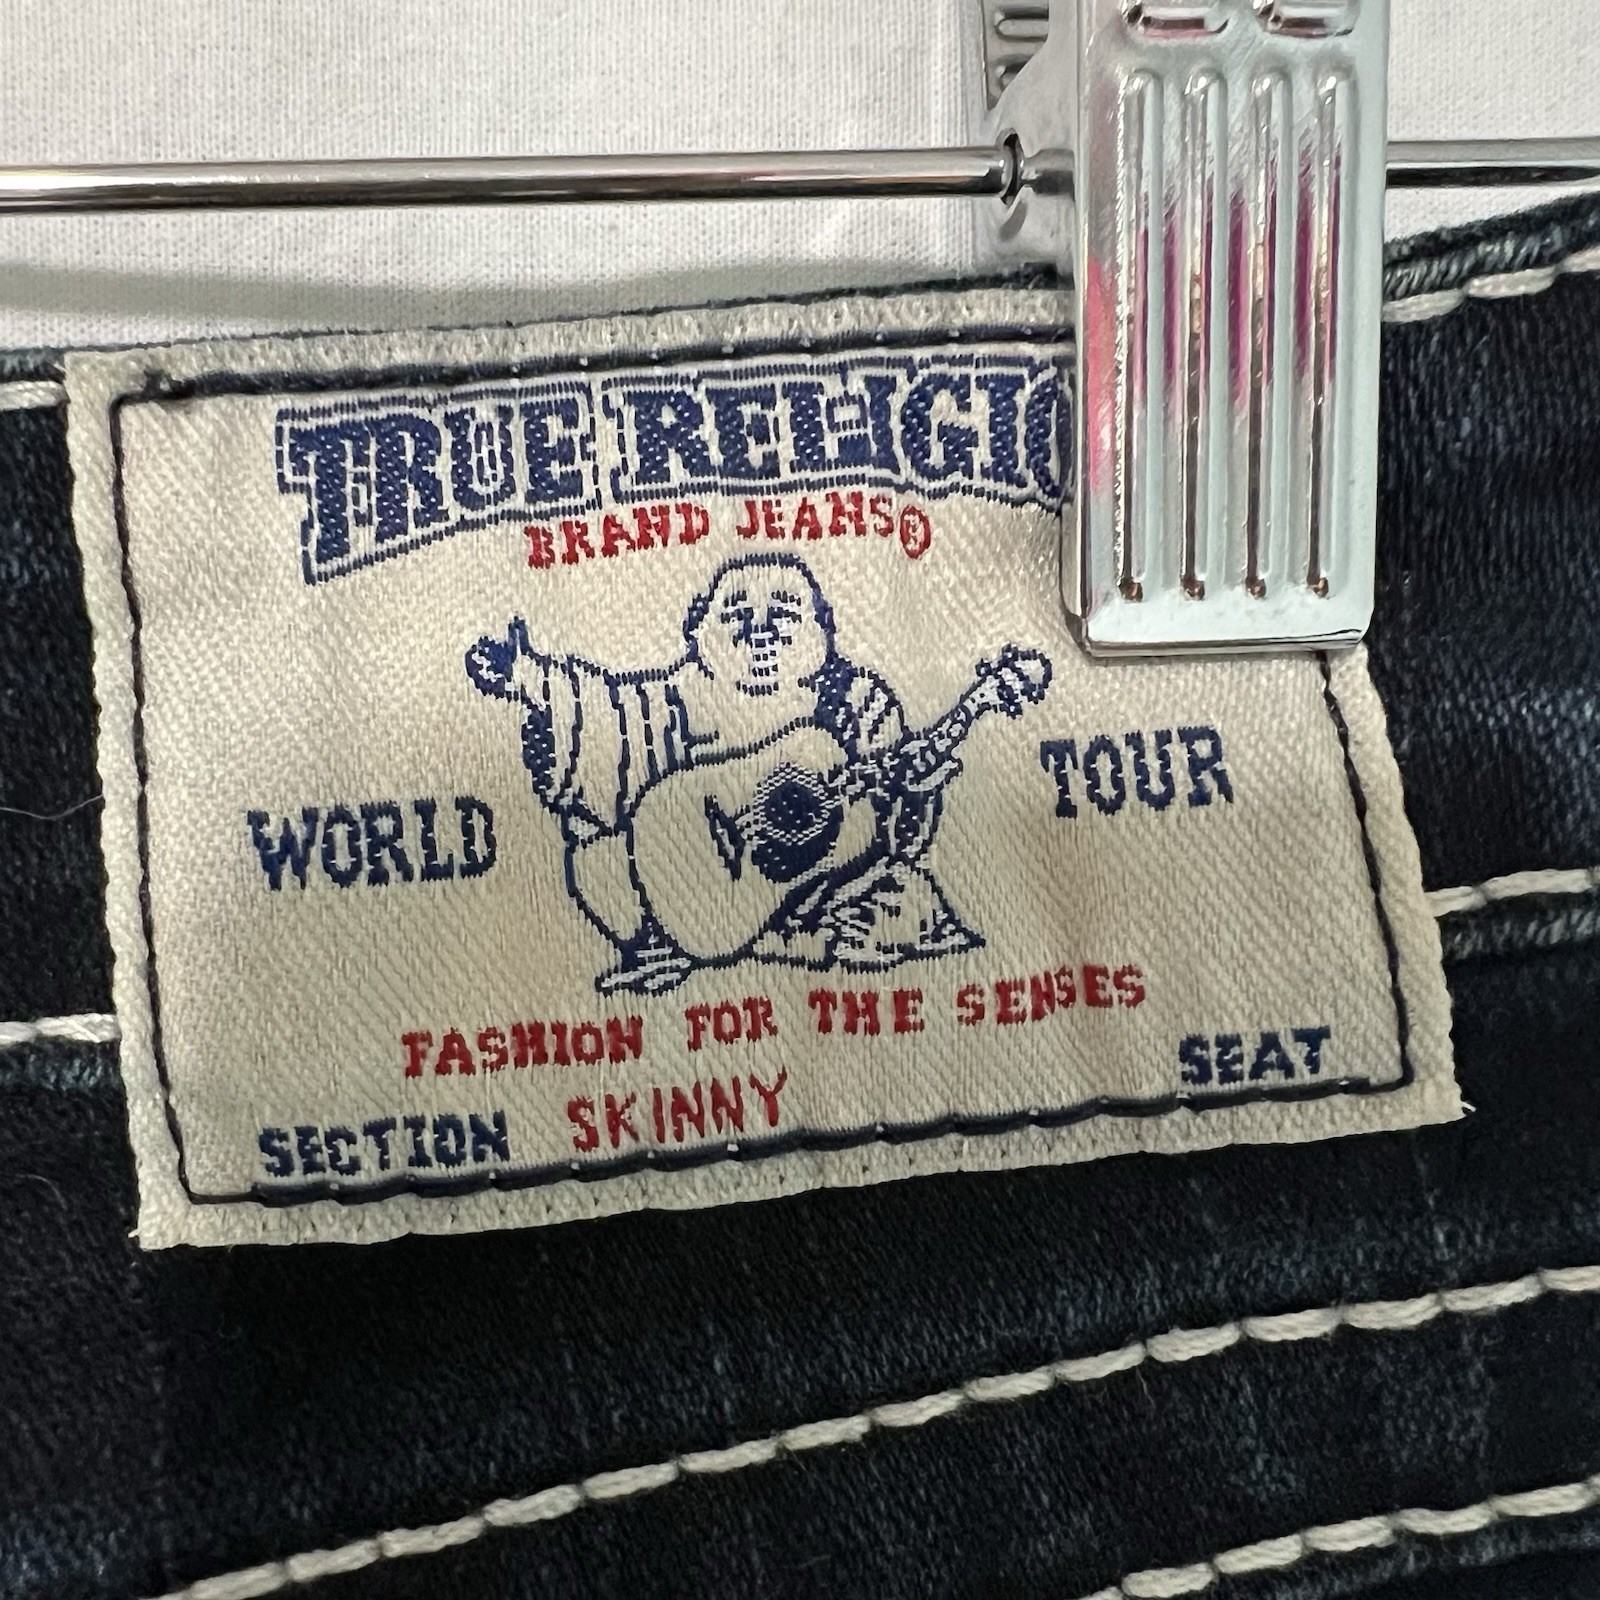 TRUE RELIGIO
BRAND JEANS®
WORLD TOUR
FASHION FOR THE SENSES
SECTION SKINNY SEAT